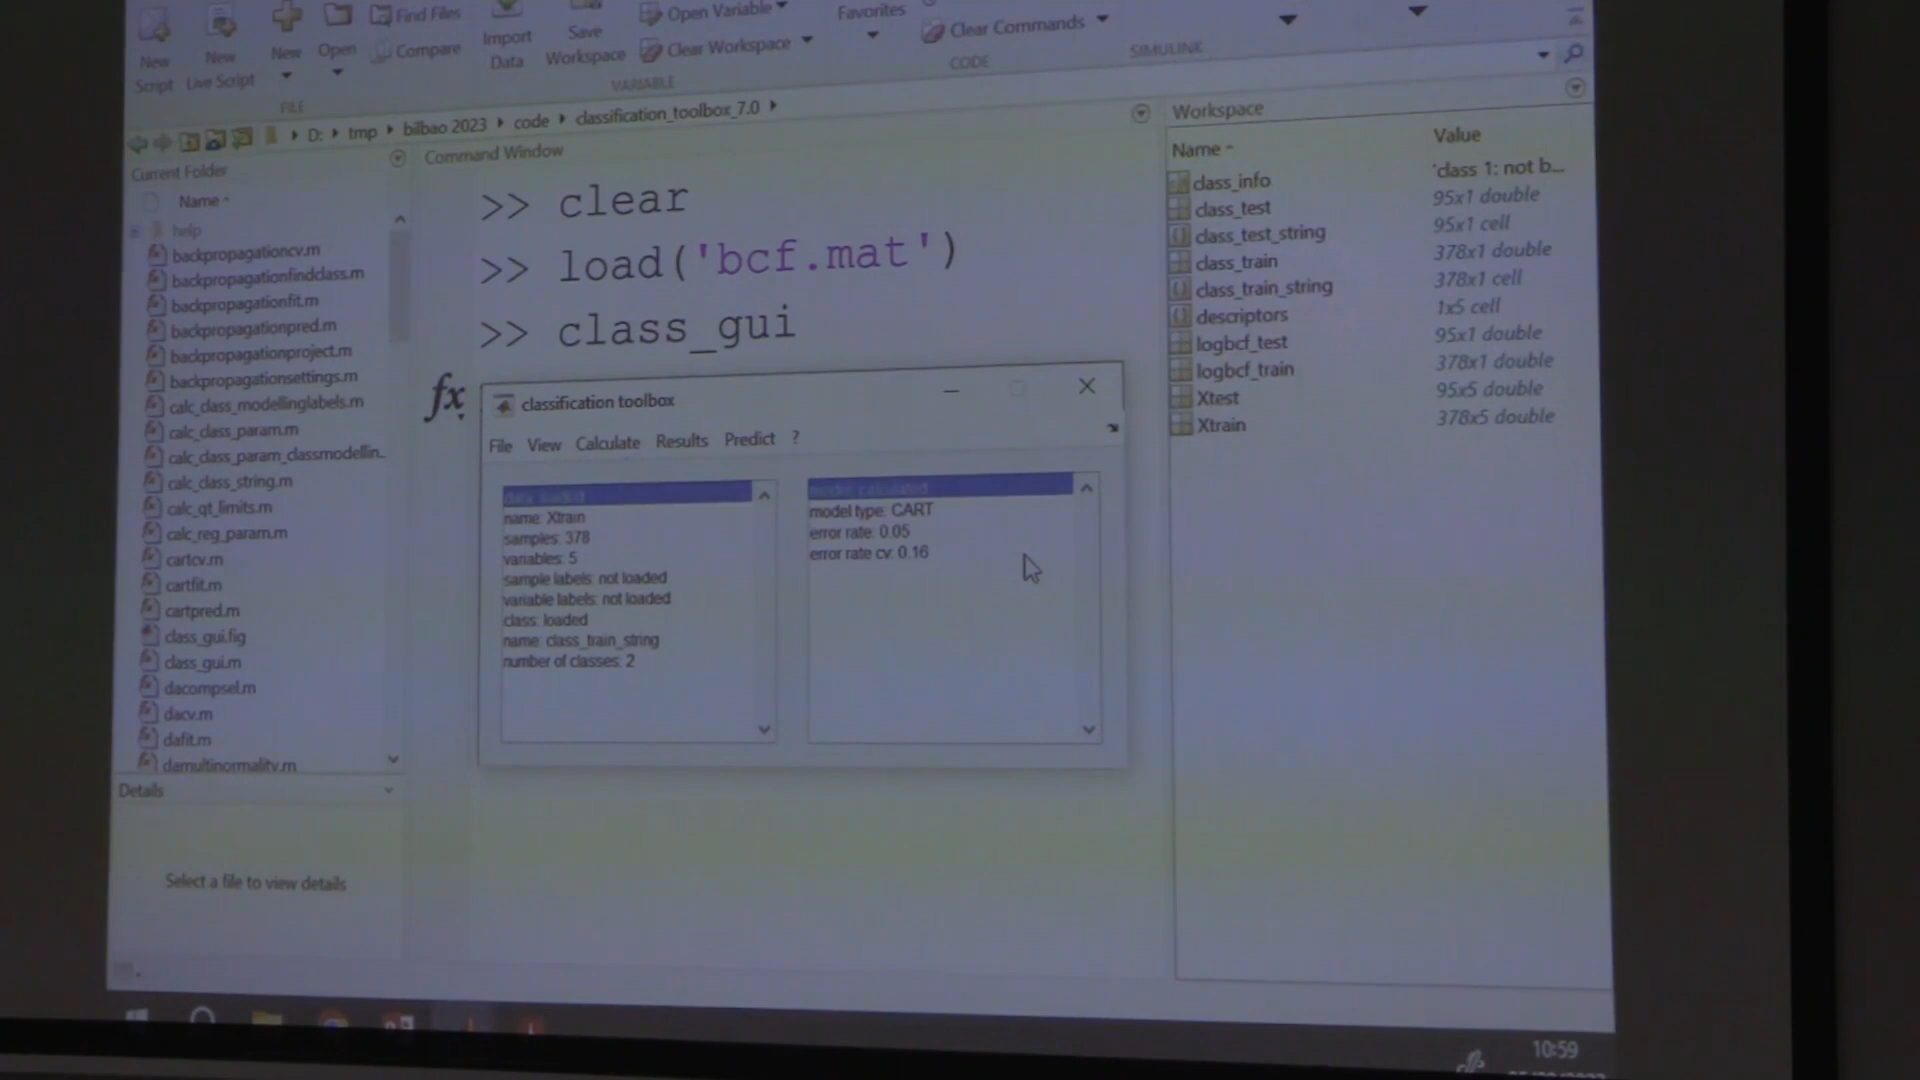 New
Script
New
Live Script
New
Open
Find Files
Compare
Import
Data
Save
Workspace
Open Variable
Clear Workspace
Favorites
Clear Commands
FILE
VARIABLE
CODE
SIMULINK
D: tmp bilbao 2023 code classification_toolbox_7.0
Current Folder
Name
help
backpropagationcv.m
backpropagationfindclass.m
backpropagationfit.m
backpropagationpred.m
backpropagationproject.m
backpropagationsettings.m
calc_class_modellinglabels.m
calc_class_param.m
calc_class_param_classmodellin..
calc_class_string.m
calc_qt_limits.m
calc_reg_param.m
cartcv.m
cartfit.m
cartpred.m
class_gui.fig
class_gui.m
dacompsel.m
dacv.m
dafit.m
damultinormality.m
Details
Select a file to view details
Command Window
>> clear
>> load('bcf.mat')
>> class_gui
fx
classification toolbox
File View Calculate Results Predict ?
data loaded
name: Xtrain
samples: 378
variables: 5
sample labels: not loaded
variable labels: not loaded
class: loaded
name: class_train_string
number of classes: 2
model calculated
model type: CART
error rate: 0.05
error rate cv: 0.16
Workspace
Name Value
class_info 'class 1: not b...
class_test 95x1 double
class_test_string 95x1 cell
class_train 378x1 double
class_train_string 378x1 cell
descriptors 1x5 cell
logbcf_test 95x1 double
logbcf_train 378x1 double
Xtest 95x5 double
Xtrain 378x5 double
10:59